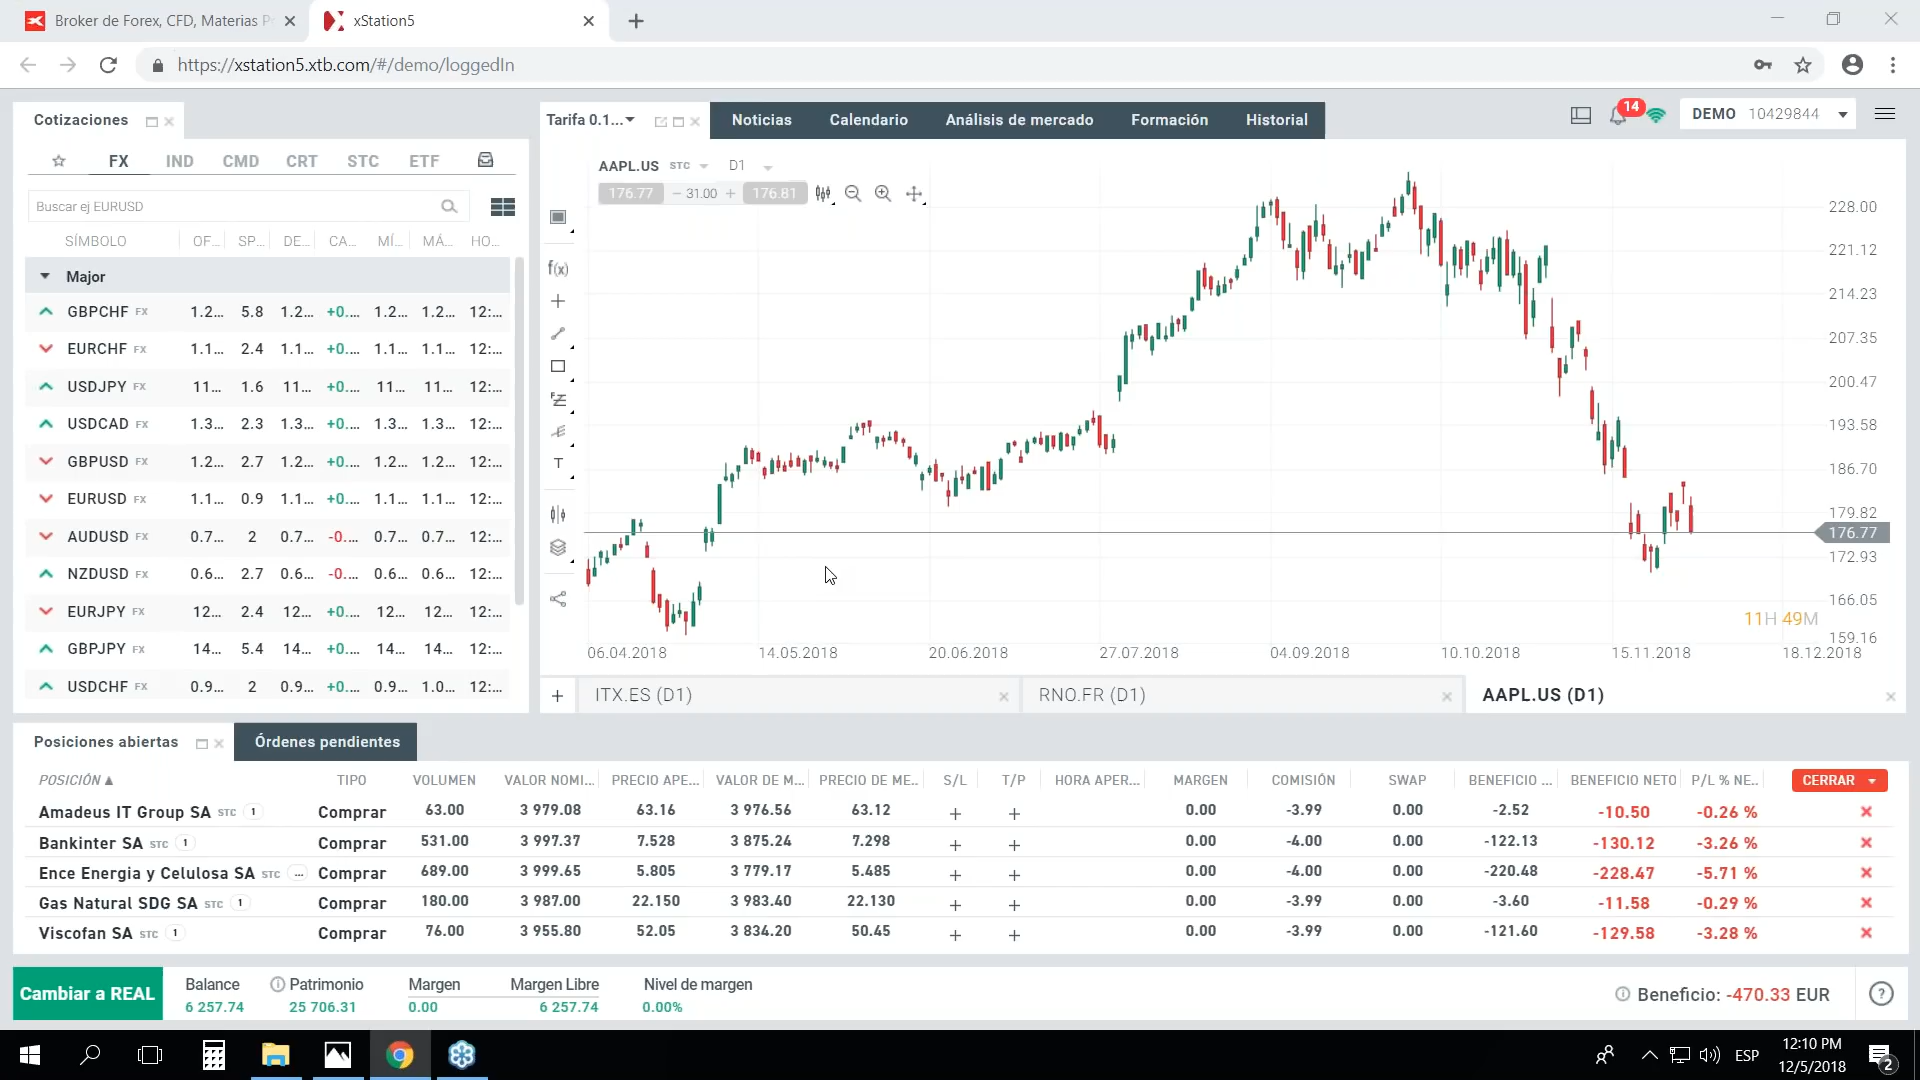 Broker de Forex, CFD, Materias P
xStation5
https://xstation5.xtb.com/#/demo/loggedIn
Cotizaciones
FX IND CMD CRT STC ETF
Buscar ej EURUSD
SÍMBOLO OF... SP... DE... CA... MÍ... MÁ... HO...
Major
GBPCHF FX 1.2... 5.8 1.2... +0.... 1.2... 1.2... 12:...
EURCHF FX 1.1... 2.4 1.1... +0.... 1.1... 1.1... 12:...
USDJPY FX 11... 1.6 11... +0.... 11... 11... 12:...
USDCAD FX 1.3... 2.3 1.3... +0.... 1.3... 1.3... 12:...
GBPUSD FX 1.2... 2.7 1.2... +0.... 1.2... 1.2... 12:...
EURUSD FX 1.1... 0.9 1.1... +0.... 1.1... 1.1... 12:...
AUDUSD FX 0.7... 2 0.7... -0.... 0.7... 0.7... 12:...
NZDUSD FX 0.6... 2.7 0.6... -0.... 0.6... 0.6... 12:...
EURJPY FX 12... 2.4 12... +0.... 12... 12... 12:...
GBPJPY FX 14... 5.4 14... +0.... 14... 14... 12:...
USDCHF FX 0.9... 2 0.9... +0.... 0.9... 1.0... 12:...
Tarifa 0.1...
Noticias Calendario Análisis de mercado Formación Historial
14
DEMO 10429844
AAPL.US STC D1
176.77 − 31.00 + 176.81
f(x)
T
228.00
221.12
214.23
207.35
200.47
193.58
186.70
179.82
176.77
172.93
166.05
159.16
11H 49M
06.04.2018 14.05.2018 20.06.2018 27.07.2018 04.09.2018 10.10.2018 15.11.2018 18.12.2018
+ ITX.ES (D1) RNO.FR (D1) AAPL.US (D1)
Posiciones abiertas Órdenes pendientes
POSICIÓN TIPO VOLUMEN VALOR NOMI... PRECIO APE... VALOR DE M... PRECIO DE ME... S/L T/P HORA APER... MARGEN COMISIÓN SWAP BENEFICIO ... BENEFICIO NETO P/L % NE... CERRAR
Amadeus IT Group SA STC 1 Comprar 63.00 3 979.08 63.16 3 976.56 63.12 + + 0.00 -3.99 0.00 -2.52 -10.50 -0.26 %
Bankinter SA STC 1 Comprar 531.00 3 997.37 7.528 3 875.24 7.298 + + 0.00 -4.00 0.00 -122.13 -130.12 -3.26 %
Ence Energia y Celulosa SA STC ... Comprar 689.00 3 999.65 5.805 3 779.17 5.485 + + 0.00 -4.00 0.00 -220.48 -228.47 -5.71 %
Gas Natural SDG SA STC 1 Comprar 180.00 3 987.00 22.150 3 983.40 22.130 + + 0.00 -3.99 0.00 -3.60 -11.58 -0.29 %
Viscofan SA STC 1 Comprar 76.00 3 955.80 52.05 3 834.20 50.45 + + 0.00 -3.99 0.00 -121.60 -129.58 -3.28 %
Cambiar a REAL
Balance Patrimonio Margen Margen Libre Nivel de margen
6 257.74 25 706.31 0.00 6 257.74 0.00%
Beneficio: -470.33 EUR
?
ESP
12:10 PM
12/5/2018
2